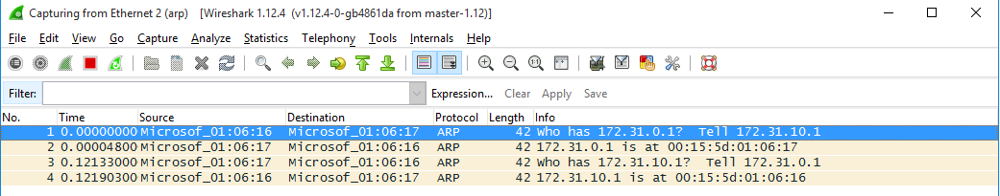 Capturing from Ethernet 2 (arp) [Wireshark 1.12.4 (v1.12.4-0-gb4861da from master-1.12)]
File Edit View Go Capture Analyze Statistics Telephony Tools Internals Help
Filter: Expression... Clear Apply Save
No. Time Source Destination Protocol Length Info
1 0.00000000 Microsof_01:06:16 Microsof_01:06:17 ARP 42 Who has 172.31.0.1? Tell 172.31.10.1
2 0.00004800 Microsof_01:06:17 Microsof_01:06:16 ARP 42 172.31.0.1 is at 00:15:5d:01:06:17
3 0.12133000 Microsof_01:06:17 Microsof_01:06:16 ARP 42 Who has 172.31.10.1? Tell 172.31.0.1
4 0.12190300 Microsof_01:06:16 Microsof_01:06:17 ARP 42 172.31.10.1 is at 00:15:5d:01:06:16